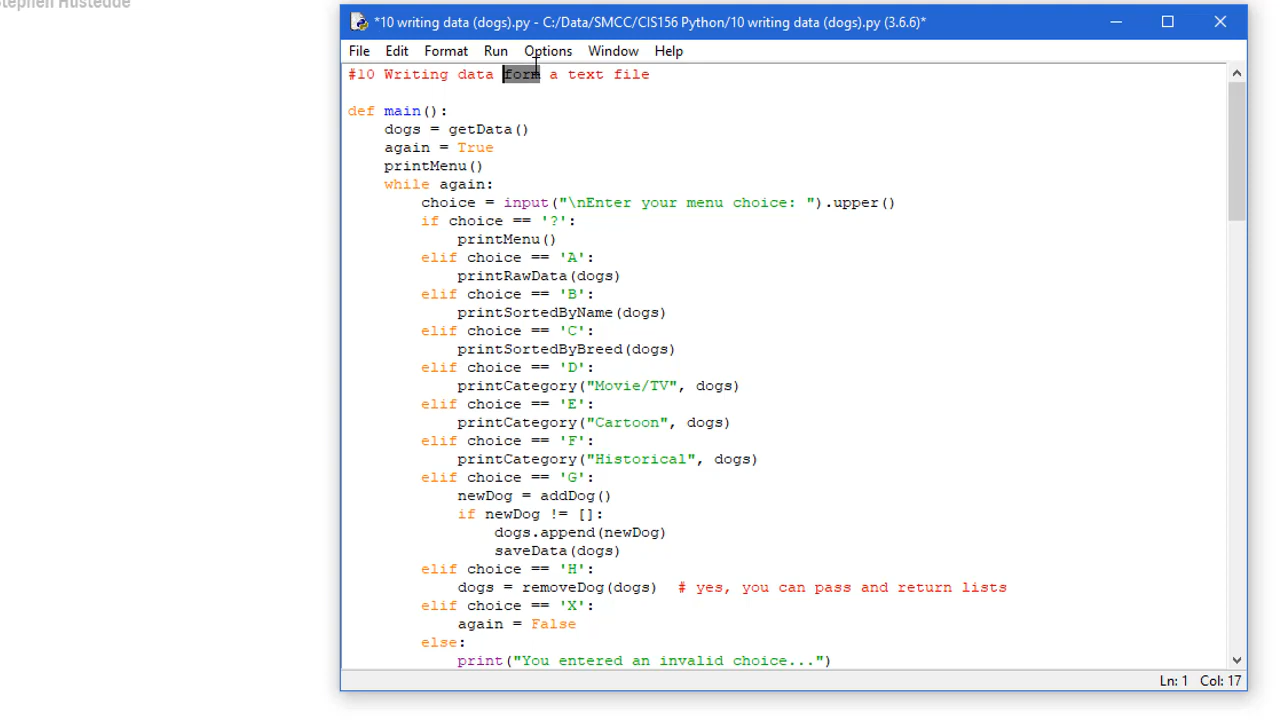 Stephen Hustedde
*10 writing data (dogs).py - C:/Data/SMCC/CIS156 Python/10 writing data (dogs).py (3.6.6)*
File Edit Format Run Options Window Help
#10 Writing data form a text file
def main():
    dogs = getData()
    again = True
    printMenu()
    while again:
        choice = input("\nEnter your menu choice: ").upper()
        if choice == '?':
            printMenu()
        elif choice == 'A':
            printRawData(dogs)
        elif choice == 'B':
            printSortedByName(dogs)
        elif choice == 'C':
            printSortedByBreed(dogs)
        elif choice == 'D':
            printCategory("Movie/TV", dogs)
        elif choice == 'E':
            printCategory("Cartoon", dogs)
        elif choice == 'F':
            printCategory("Historical", dogs)
        elif choice == 'G':
            newDog = addDog()
            if newDog != []:
                dogs.append(newDog)
                saveData(dogs)
        elif choice == 'H':
            dogs = removeDog(dogs)  # yes, you can pass and return lists
        elif choice == 'X':
            again = False
        else:
            print("You entered an invalid choice...")
Ln: 1 Col: 17